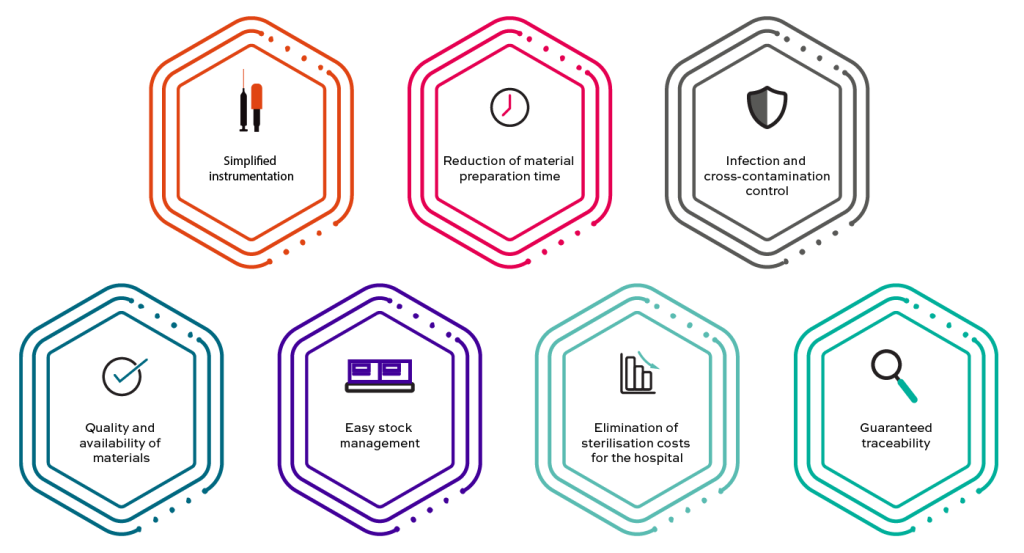 Simplified
instrumentation
Reduction of material
preparation time
Infection and
cross-contamination
control
Quality and
availability of
materials
Easy stock
management
Elimination of
sterilisation costs
for the hospital
Guaranteed
traceability